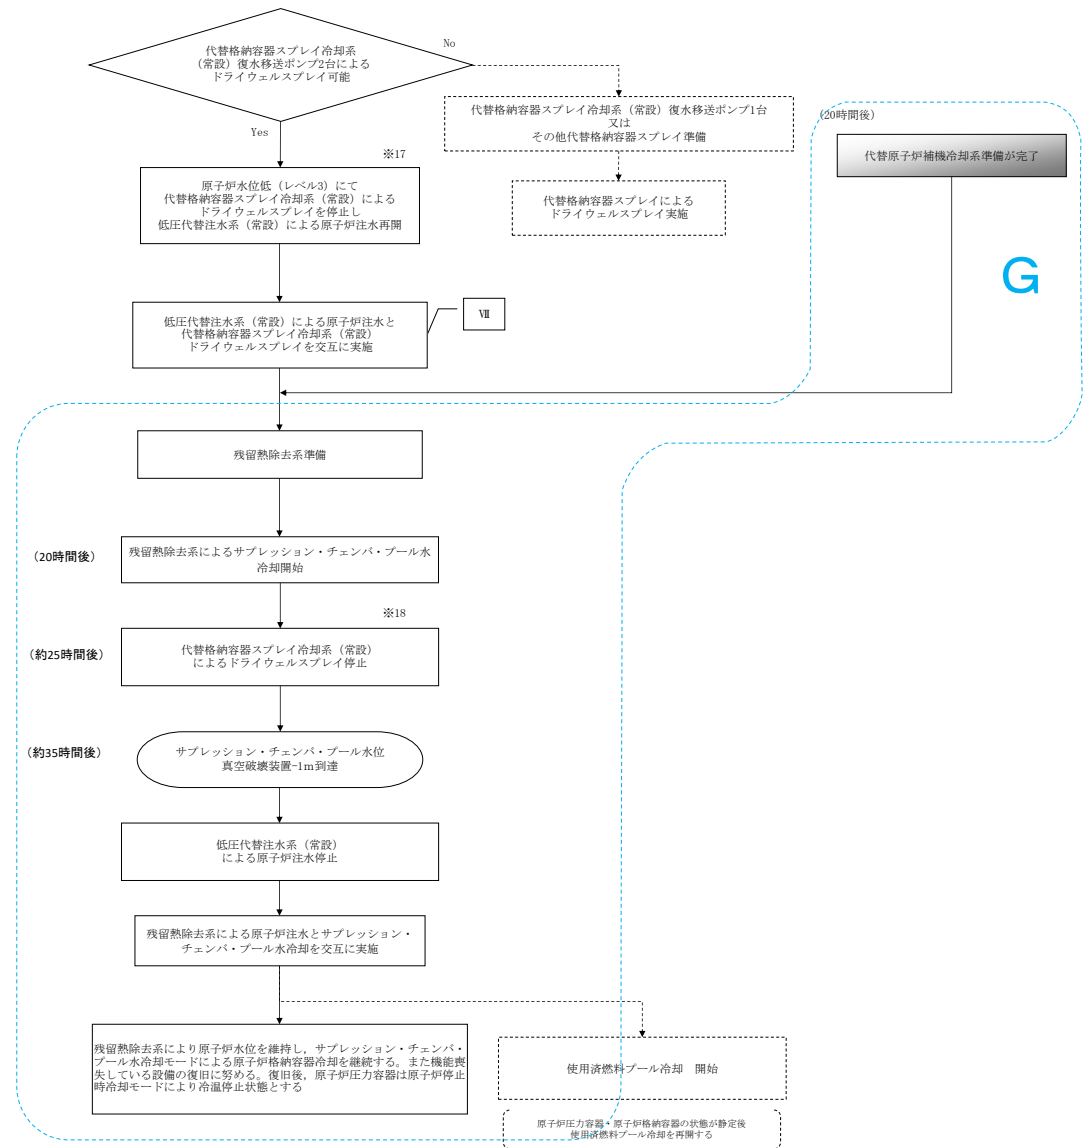 代替格納容器スプレイ冷却系
（常設）復水移送ポンプ2台による
ドライウェルスプレイ可能
No
Yes
代替格納容器スプレイ冷却系（常設）復水移送ポンプ1台
又は
その他代替格納容器スプレイ準備
（20時間後）
代替原子炉補機冷却系準備が完了
※17
原子炉水位低（レベル3）にて
代替格納容器スプレイ冷却系（常設）による
ドライウェルスプレイを停止し
低圧代替注水系（常設）による原子炉注水再開
代替格納容器スプレイによる
ドライウェルスプレイ実施
G
低圧代替注水系（常設）による原子炉注水と
代替格納容器スプレイ冷却系（常設）
ドライウェルスプレイを交互に実施
Ⅶ
残留熱除去系準備
（20時間後）
残留熱除去系によるサプレッション・チェンバ・プール水
冷却開始
※18
（約25時間後）
代替格納容器スプレイ冷却系（常設）
によるドライウェルスプレイ停止
（約35時間後）
サプレッション・チェンバ・プール水位
真空破壊装置-1m到達
低圧代替注水系（常設）
による原子炉注水停止
残留熱除去系による原子炉注水とサプレッション・
チェンバ・プール水冷却を交互に実施
残留熱除去系により原子炉水位を維持し，サプレッション・チェンバ・
プール水冷却モードによる原子炉格納容器冷却を継続する。また機能喪
失している設備の復旧に努める。復旧後，原子炉圧力容器は原子炉停止
時冷却モードにより冷温停止状態とする
使用済燃料プール冷却　開始
原子炉圧力容器・原子炉格納容器の状態が静定後
使用済燃料プール冷却を再開する